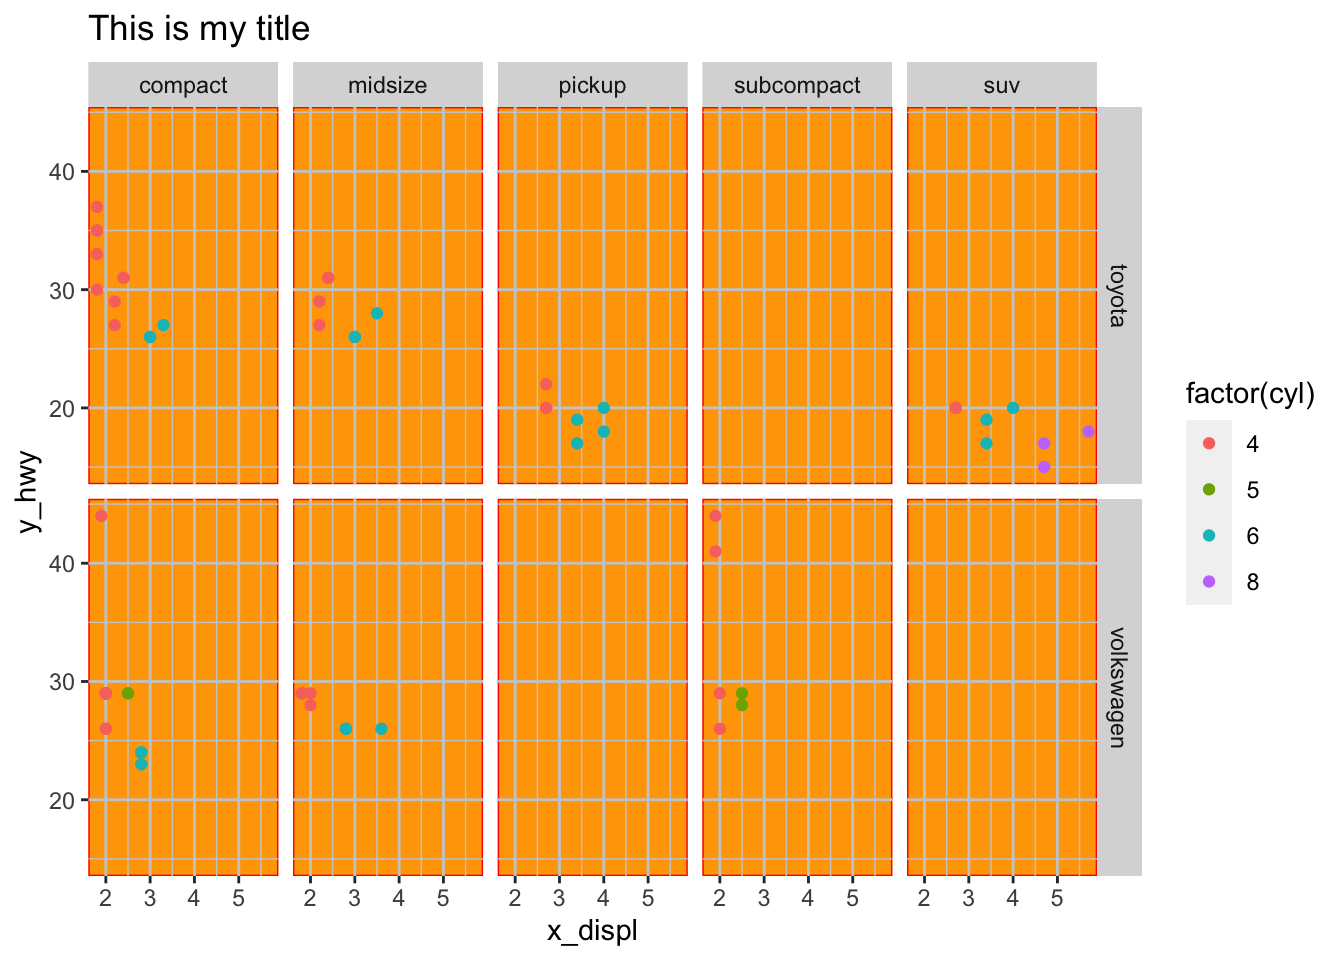 This is my title
compact midsize pickup subcompact suv
40
30
20
toyota
y_hwy
40
30
20
volkswagen
2 3 4 5 2 3 4 5 2 3 4 5 2 3 4 5 2 3 4 5
x_displ
factor(cyl)
4
5
6
8